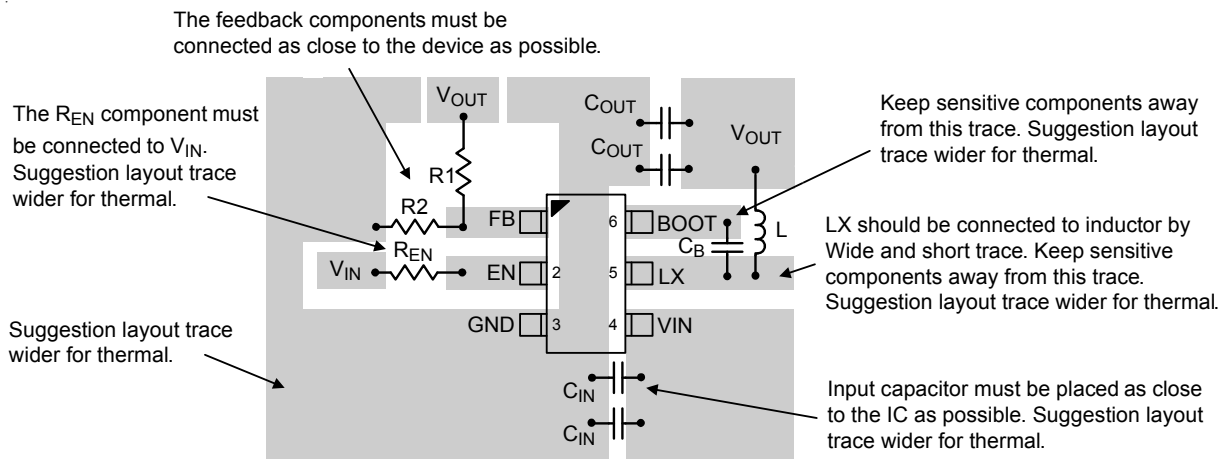 The feedback components must be
connected as close to the device as possible.
The REN component must
be connected to VIN.
Suggestion layout trace
wider for thermal.
VOUT
R1
R2
REN
VIN
COUT
COUT
VOUT
Keep sensitive components away
from this trace. Suggestion layout
trace wider for thermal.
FB
6
BOOT
CB
L
EN
2
5
LX
LX should be connected to inductor by
Wide and short trace. Keep sensitive
components away from this trace.
Suggestion layout trace wider for thermal.
GND
3
4
VIN
Suggestion layout trace
wider for thermal.
CIN
CIN
Input capacitor must be placed as close
to the IC as possible. Suggestion layout
trace wider for thermal.